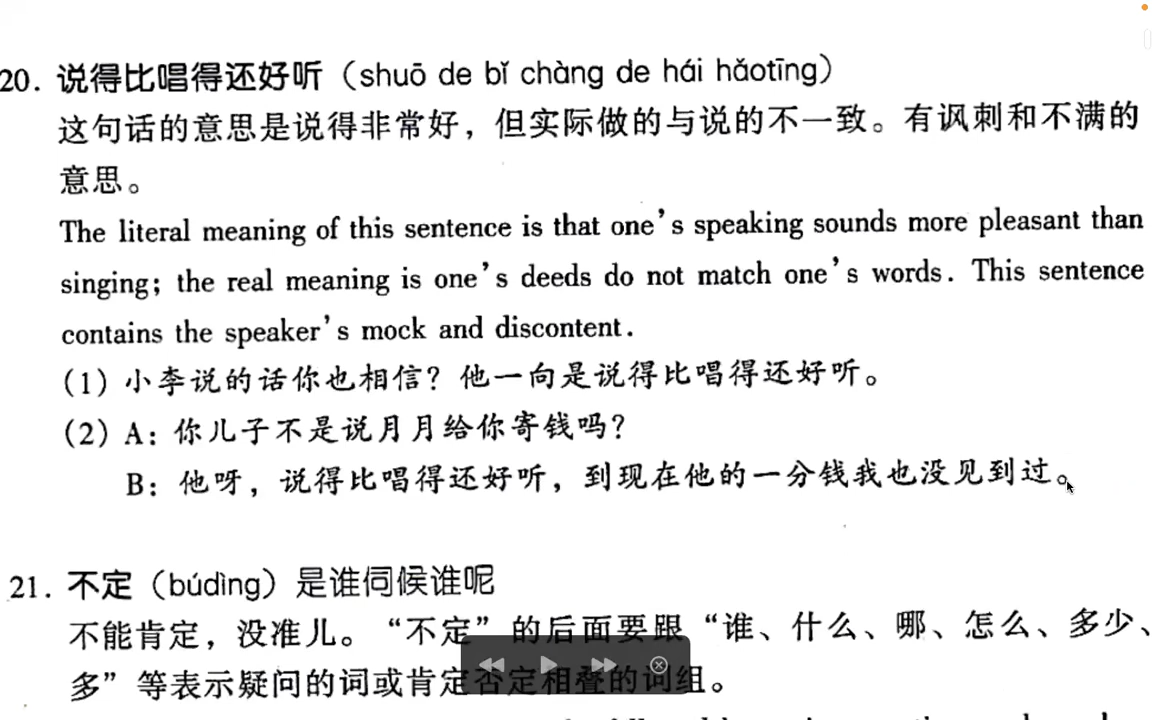 20. 说得比唱得还好听（shuō de bǐ chàng de hái hǎotīng）
这句话的意思是说得非常好，但实际做的与说的不一致。有讽刺和不满的
意思。
The literal meaning of this sentence is that one's speaking sounds more pleasant than
singing; the real meaning is one's deeds do not match one's words. This sentence
contains the speaker's mock and discontent.
(1) 小李说的话你也相信？他一向是说得比唱得还好听。
(2) A: 你儿子不是说月月给你寄钱吗？
B: 他呀，说得比唱得还好听，到现在他的一分钱我也没见到过。
21. 不定（búdìng）是谁伺候谁呢
不能肯定，没准儿。“不定”的后面要跟“谁、什么、哪、怎么、多少、
多”等表示疑问的词或肯定否定相叠的词组。